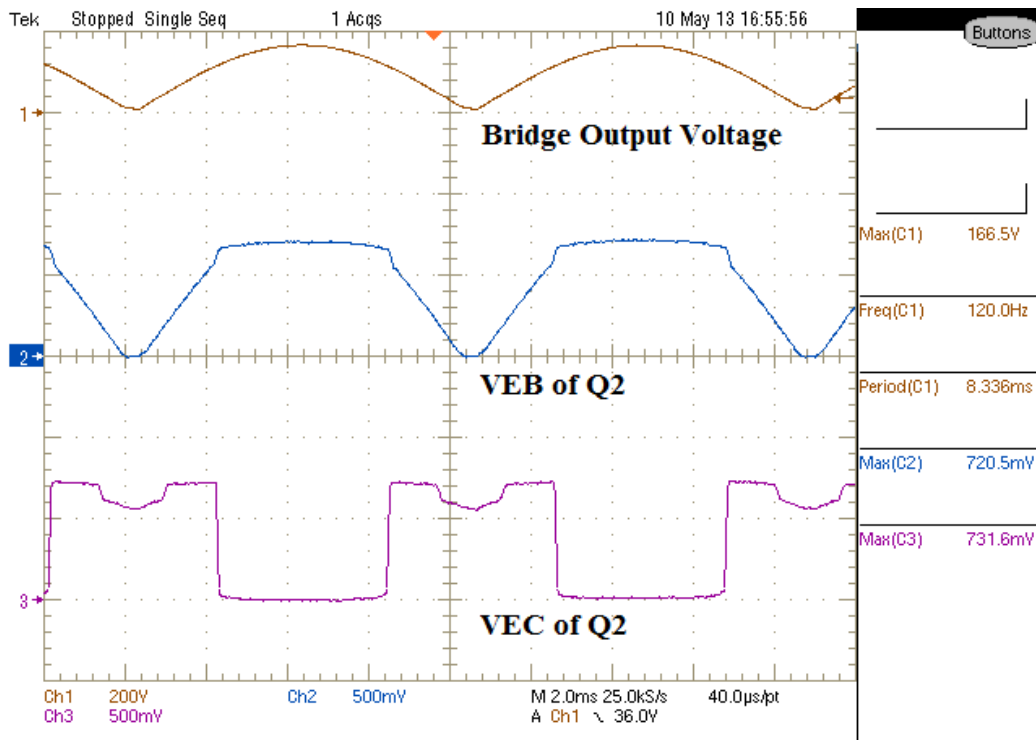 Tek Stopped Single Seq 1 Acqs 10 May 13 16:55:56
Buttons
1
Bridge Output Voltage
Max(C1) 166.5V
Freq(C1) 120.0Hz
2
VEB of Q2
Period(C1) 8.336ms
Max(C2) 720.5mV
Max(C3) 731.6mV
3
VEC of Q2
Ch1 200V Ch2 500mV M 2.0ms 25.0kS/s 40.0µs/pt
Ch3 500mV A Ch1 ∖ 36.0V